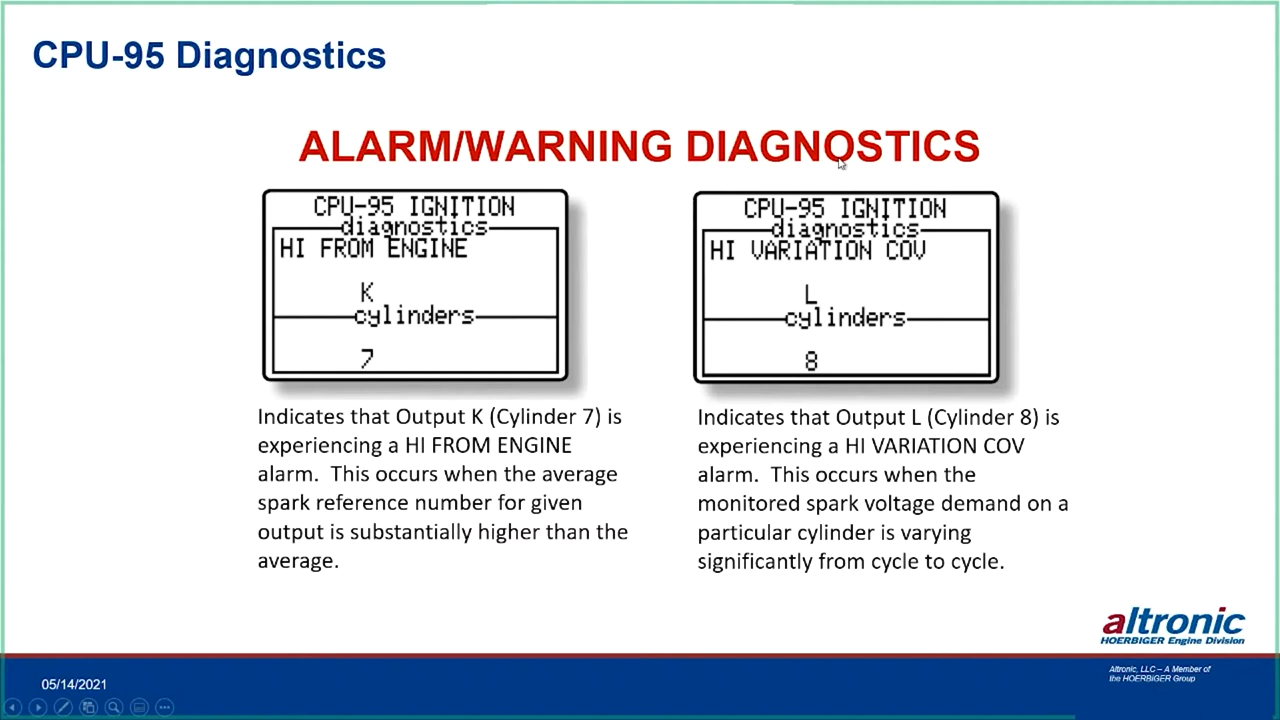 CPU-95 Diagnostics
ALARM/WARNING DIAGNOSTICS
CPU-95 IGNITION
diagnostics
HI FROM ENGINE
K
cylinders
7
CPU-95 IGNITION
diagnostics
HI VARIATION COV
L
cylinders
8
Indicates that Output K (Cylinder 7) is
experiencing a HI FROM ENGINE
alarm. This occurs when the average
spark reference number for given
output is substantially higher than the
average.
Indicates that Output L (Cylinder 8) is
experiencing a HI VARIATION COV
alarm. This occurs when the
monitored spark voltage demand on a
particular cylinder is varying
significantly from cycle to cycle.
altronic
HOERBIGER Engine Division
Altronic, LLC – A Member of
the HOERBIGER Group
05/14/2021